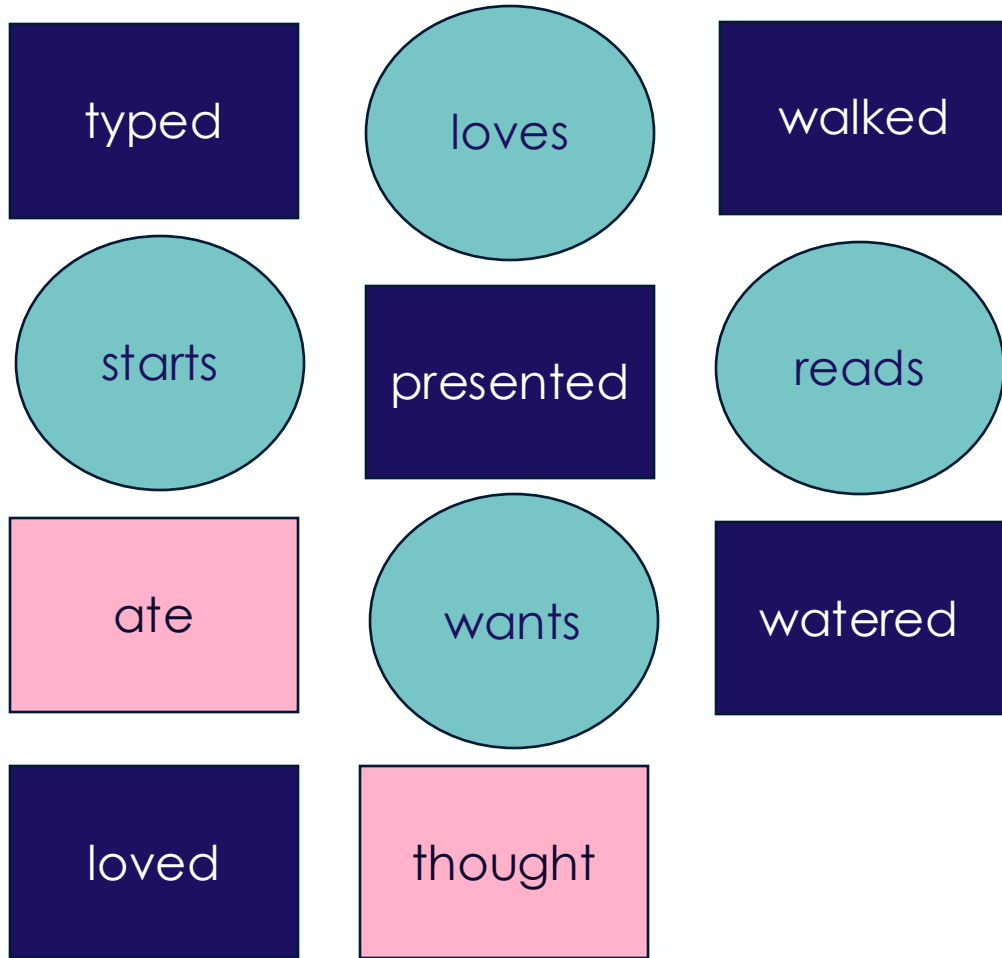 typed
loves
walked
starts
presented
reads
ate
wants
watered
loved
thought